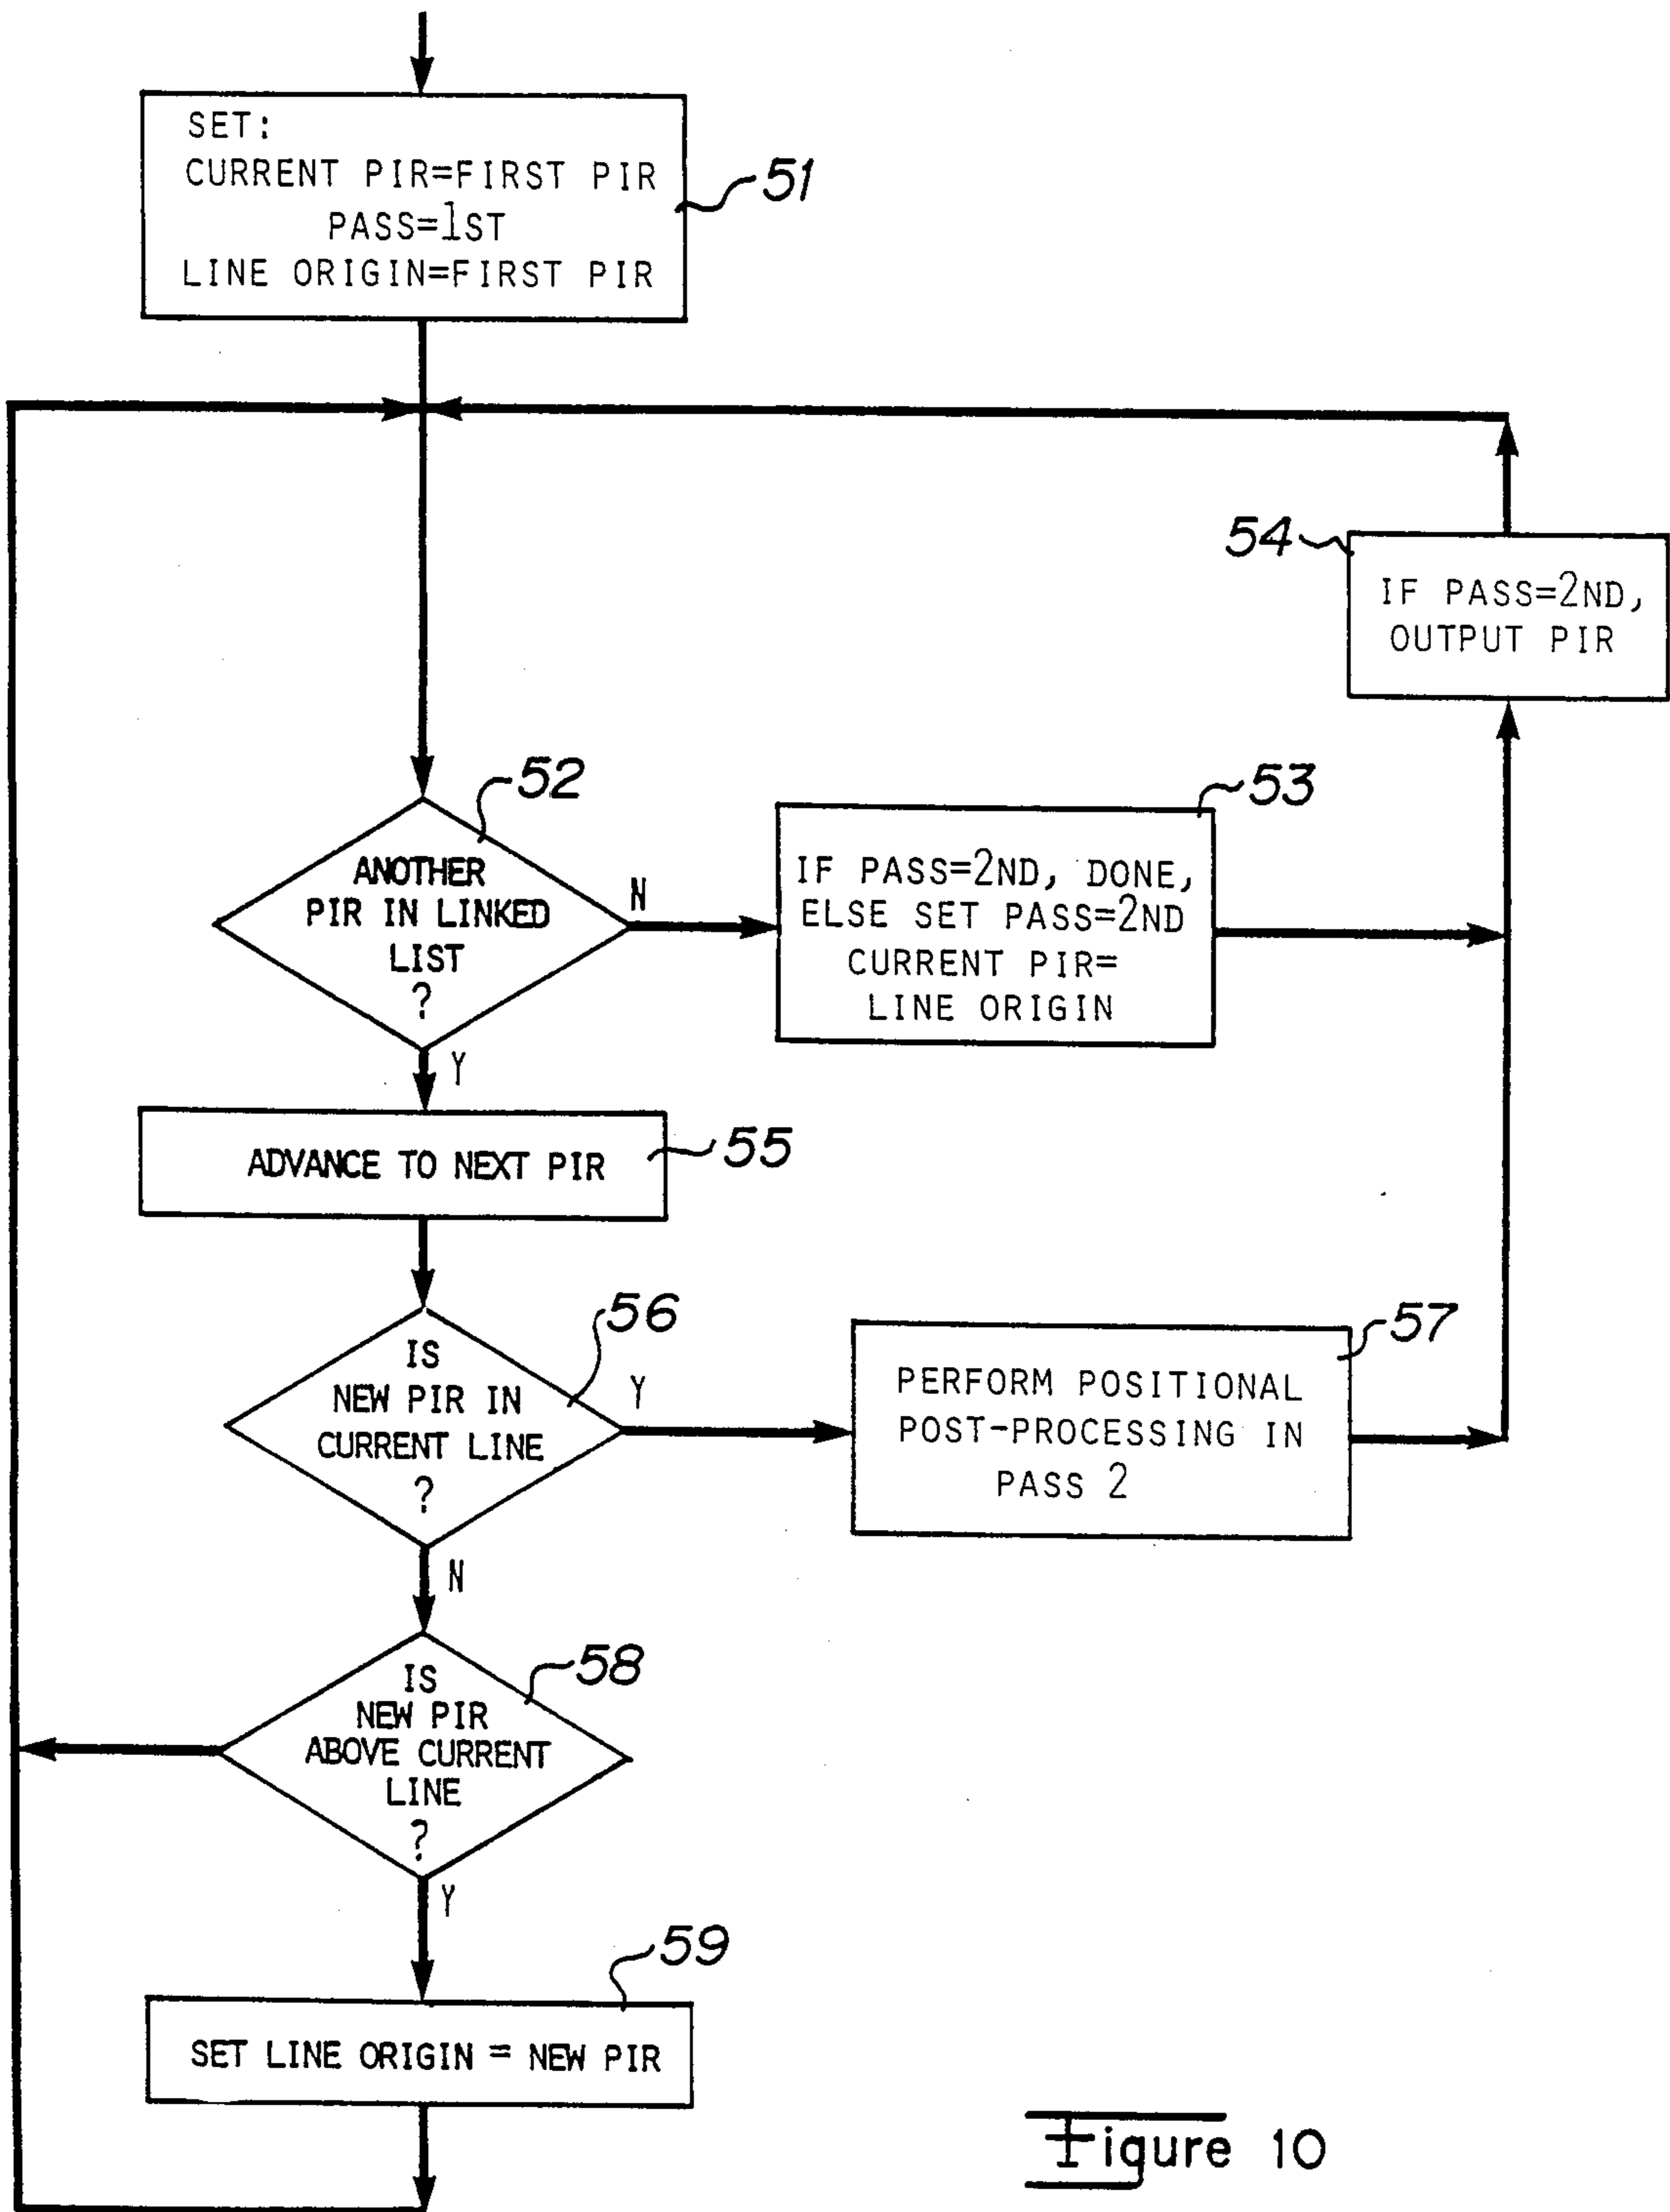 SET:
CURRENT PIR=FIRST PIR
PASS=1ST
LINE ORIGIN=FIRST PIR
51
54
IF PASS=2ND,
OUTPUT PIR
52
ANOTHER
PIR IN LINKED
LIST
?
N
Y
53
IF PASS=2ND, DONE,
ELSE SET PASS=2ND
CURRENT PIR=
LINE ORIGIN
ADVANCE TO NEXT PIR
55
56
IS
NEW PIR IN
CURRENT LINE
?
Y
N
57
PERFORM POSITIONAL
POST-PROCESSING IN
PASS 2
58
IS
NEW PIR
ABOVE CURRENT
LINE
?
Y
59
SET LINE ORIGIN = NEW PIR
Figure 10